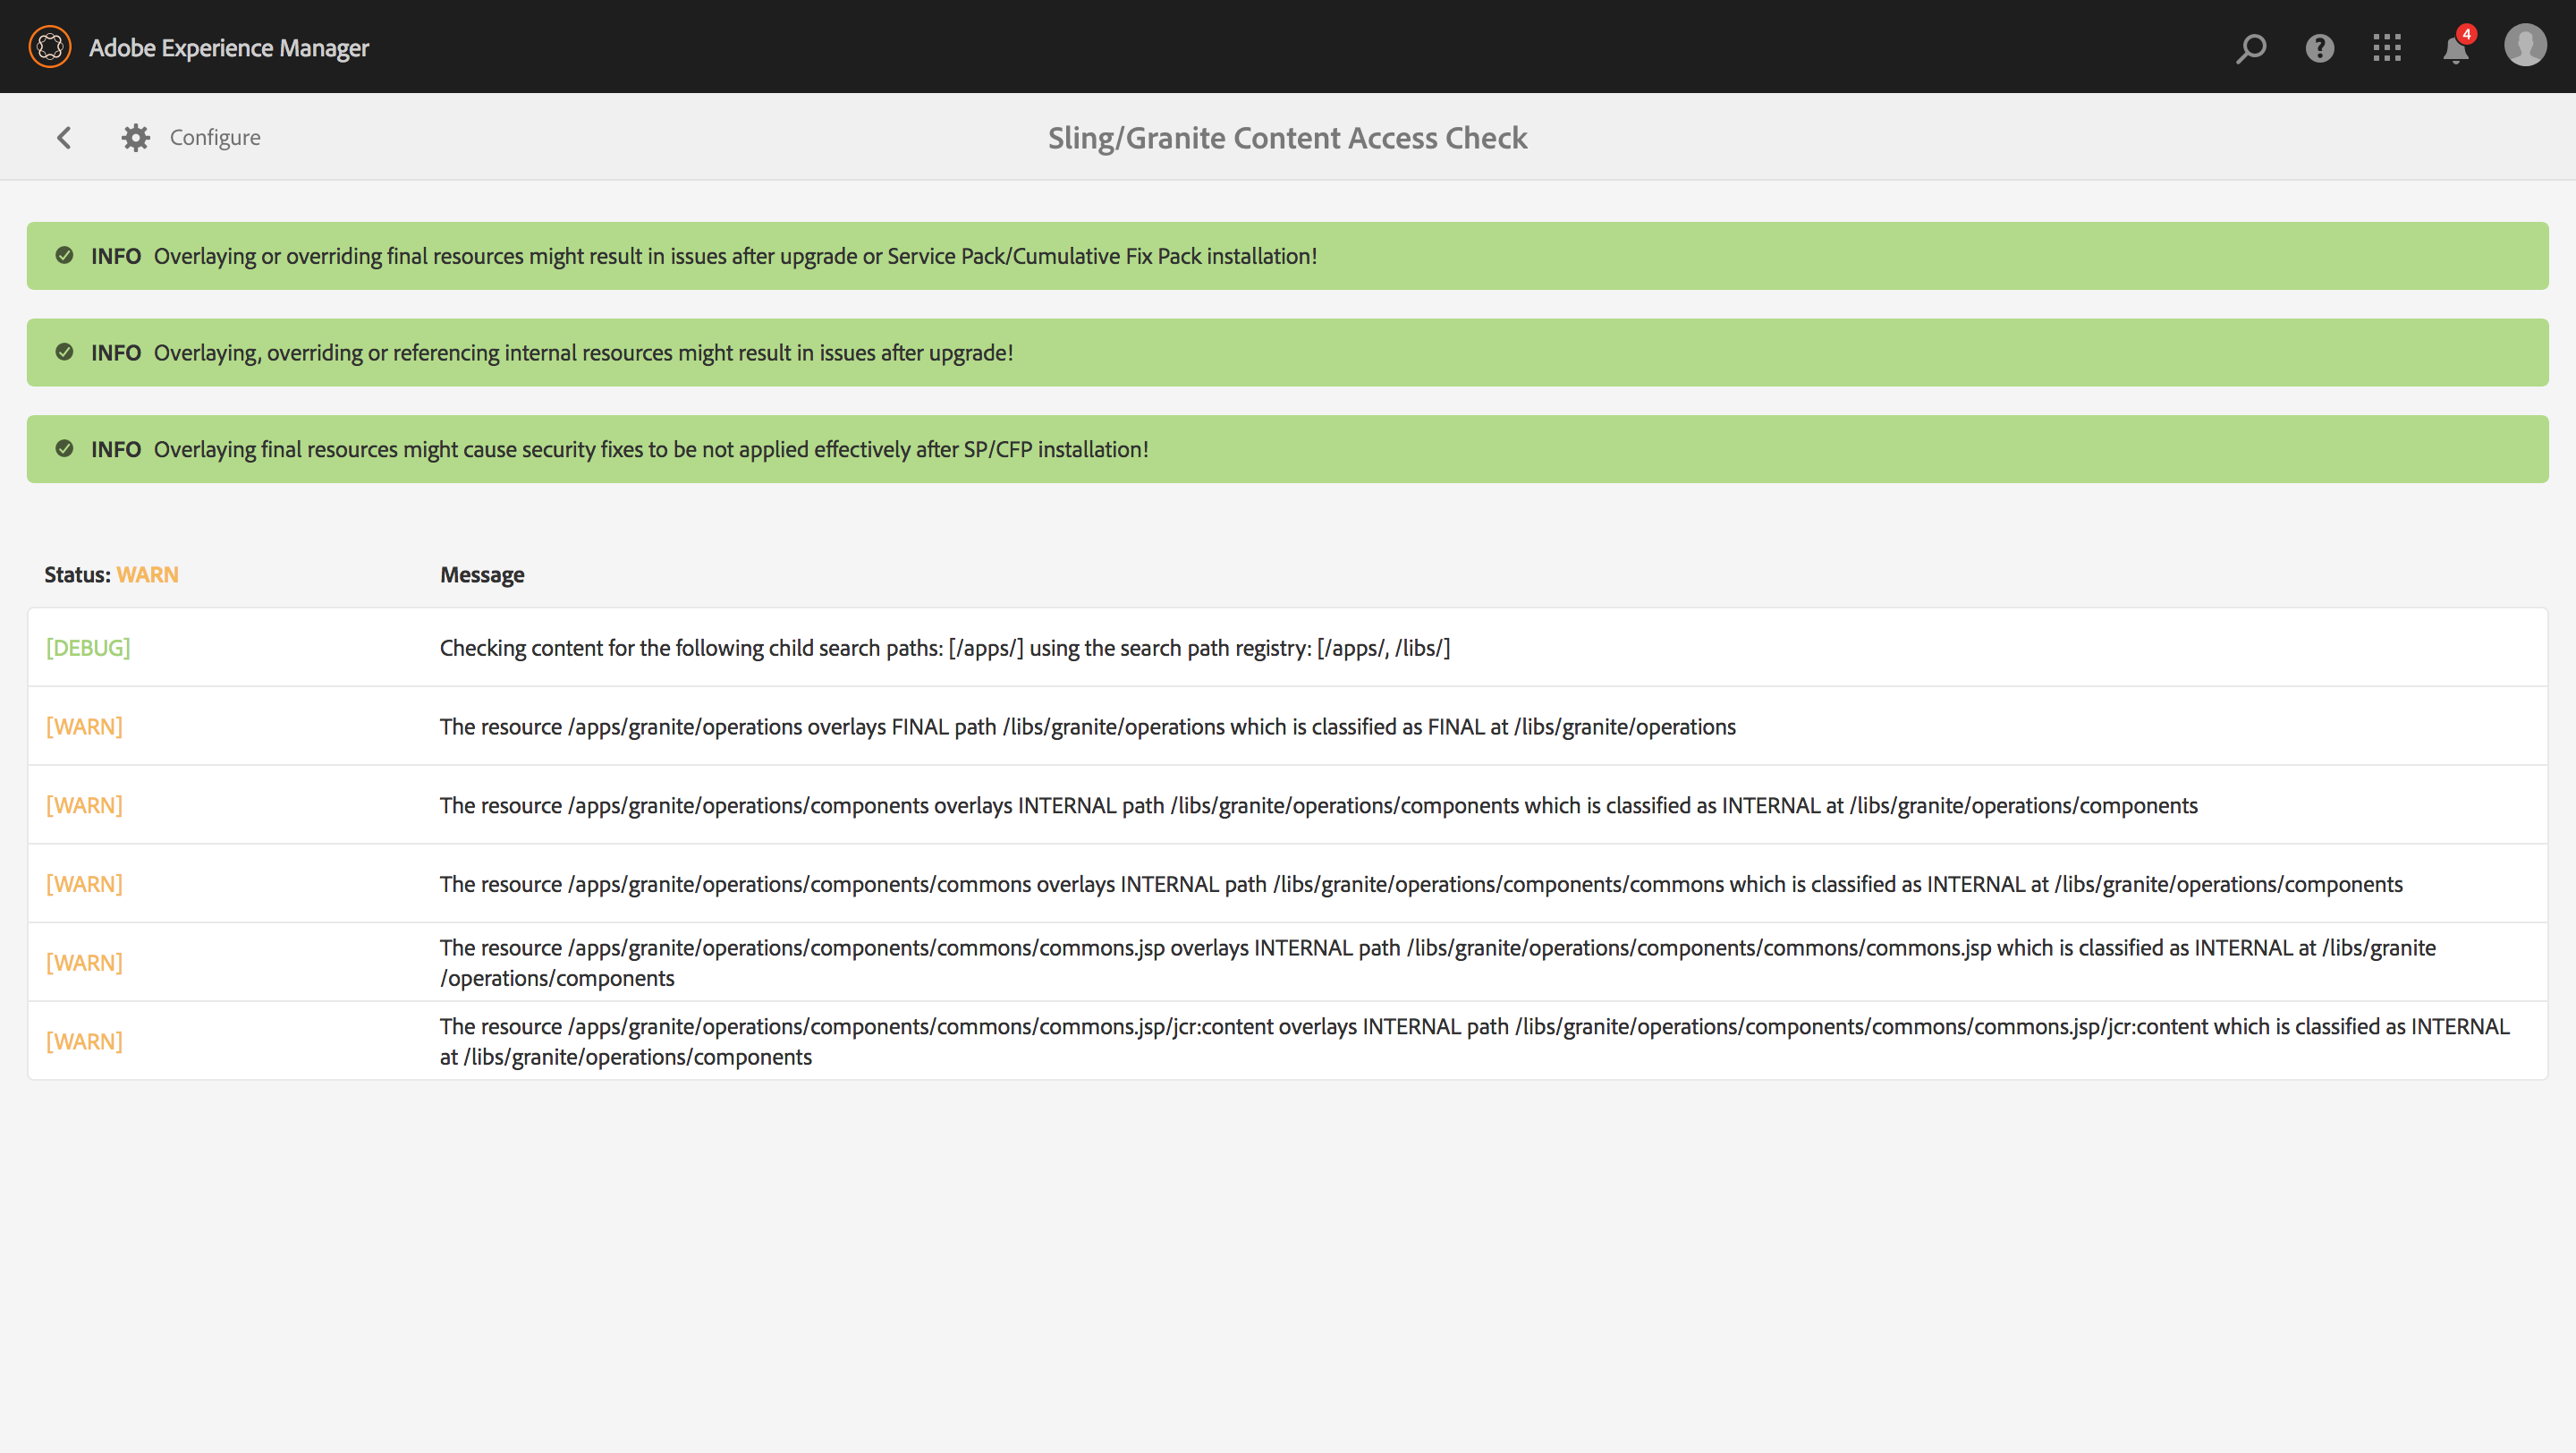 Adobe Experience Manager
4
Configure
Sling/Granite Content Access Check
INFO Overlaying or overriding final resources might result in issues after upgrade or Service Pack/Cumulative Fix Pack installation!
INFO Overlaying, overriding or referencing internal resources might result in issues after upgrade!
INFO Overlaying final resources might cause security fixes to be not applied effectively after SP/CFP installation!
Status: WARN Message
[DEBUG] Checking content for the following child search paths: [/apps/] using the search path registry: [/apps/, /libs/]
[WARN] The resource /apps/granite/operations overlays FINAL path /libs/granite/operations which is classified as FINAL at /libs/granite/operations
[WARN] The resource /apps/granite/operations/components overlays INTERNAL path /libs/granite/operations/components which is classified as INTERNAL at /libs/granite/operations/components
[WARN] The resource /apps/granite/operations/components/commons overlays INTERNAL path /libs/granite/operations/components/commons which is classified as INTERNAL at /libs/granite/operations/components
[WARN] The resource /apps/granite/operations/components/commons/commons.jsp overlays INTERNAL path /libs/granite/operations/components/commons/commons.jsp which is classified as INTERNAL at /libs/granite
/operations/components
[WARN] The resource /apps/granite/operations/components/commons/commons.jsp/jcr:content overlays INTERNAL path /libs/granite/operations/components/commons/commons.jsp/jcr:content which is classified as INTERNAL
at /libs/granite/operations/components